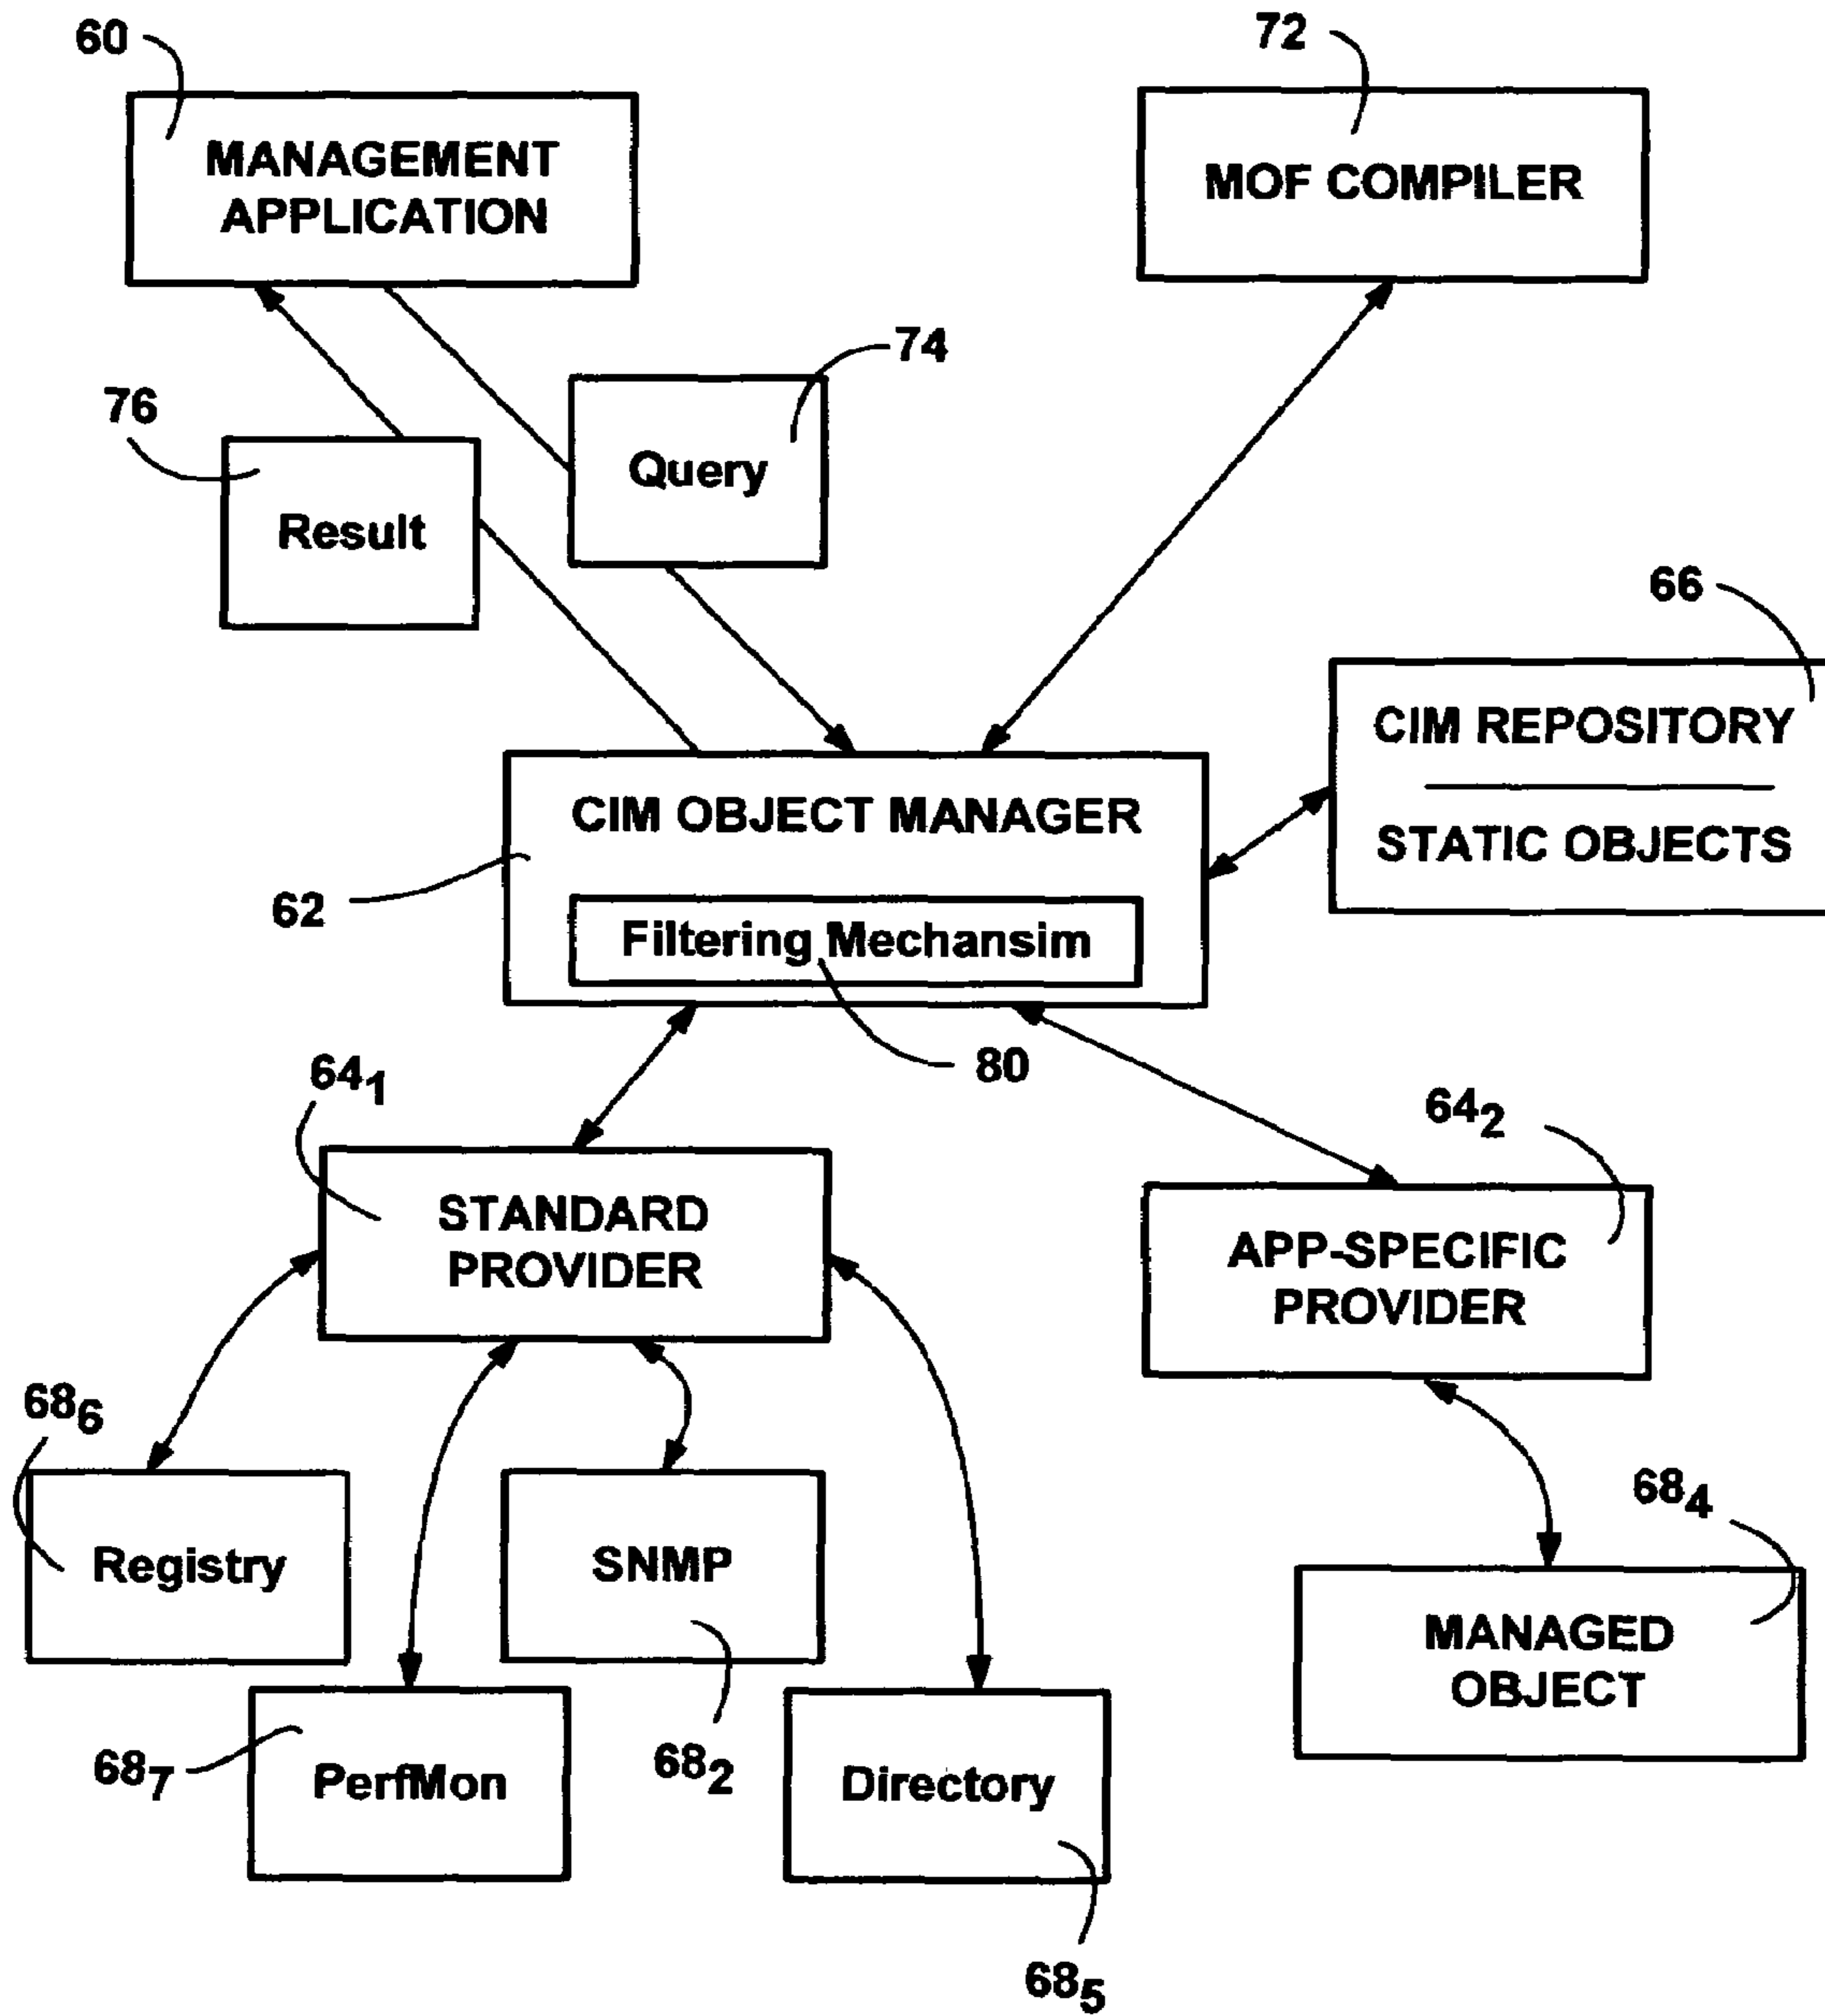 60
72
MANAGEMENT
APPLICATION
MOF COMPILER
74
76
Query
Result
66
CIM REPOSITORY
STATIC OBJECTS
CIM OBJECT MANAGER
62
Filtering Mechansim
80
64₁
64₂
STANDARD
PROVIDER
APP-SPECIFIC
PROVIDER
68₆
68₄
Registry
SNMP
MANAGED
OBJECT
68₇
PerfMon
68₂
Directory
68₅